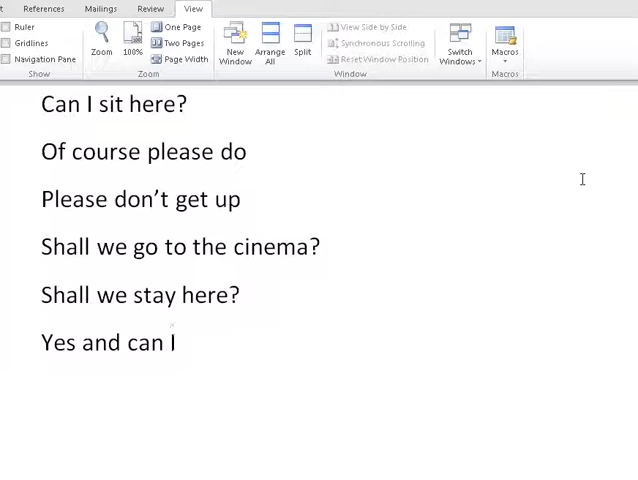 t References Mailings Review View
Ruler One Page View Side by Side
Gridlines Two Pages Synchronous Scrolling
Navigation Pane Zoom 100% Page Width New Window Arrange All Split Reset Window Position Switch Windows Macros
Show Zoom Window Macros
Can I sit here?
Of course please do
Please don’t get up
Shall we go to the cinema?
Shall we stay here?
Yes and can I